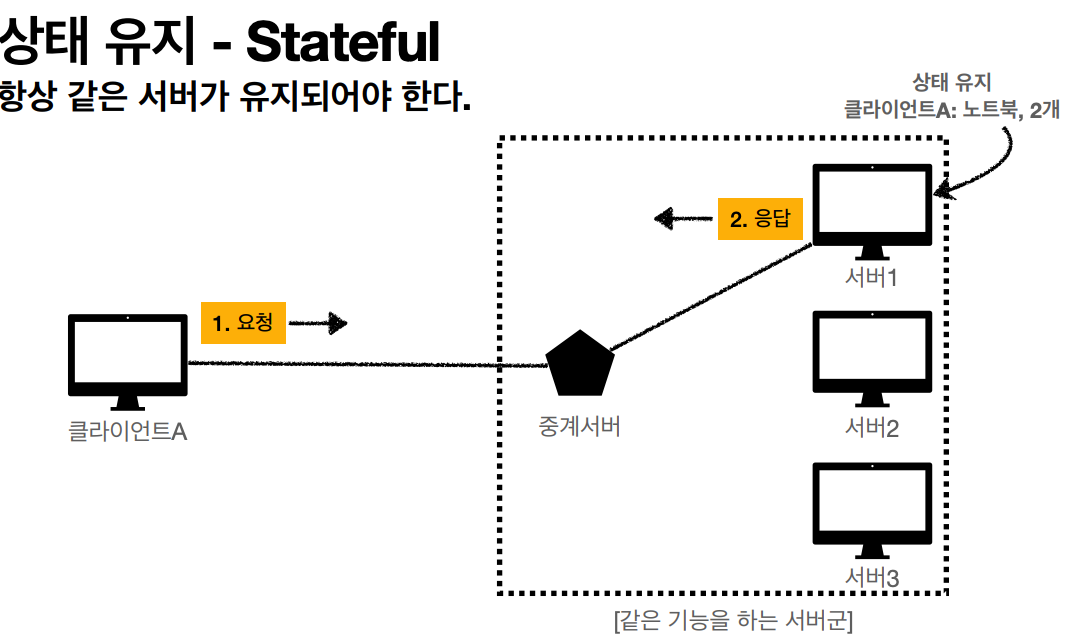 상태 유지 - Stateful
항상 같은 서버가 유지되어야 한다.
상태 유지
클라이언트A: 노트북, 2개
2. 응답
서버1
1. 요청
클라이언트A
중계서버
서버2
서버3
[같은 기능을 하는 서버군]